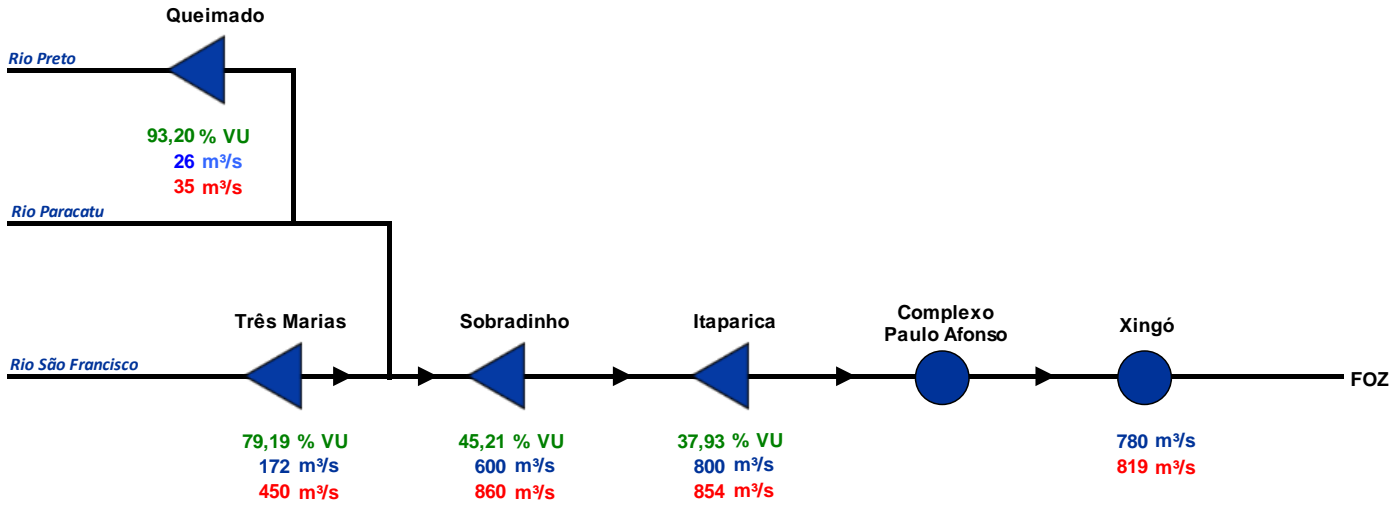 Queimado
Rio Preto
93,20 % VU
26 m³/s
35 m³/s
Rio Paracatu
Três Marias
Sobradinho
Itaparica
Complexo
Paulo Afonso
Xingó
Rio São Francisco
FOZ
79,19 % VU
172 m³/s
450 m³/s
45,21 % VU
600 m³/s
860 m³/s
37,93 % VU
800 m³/s
854 m³/s
780 m³/s
819 m³/s